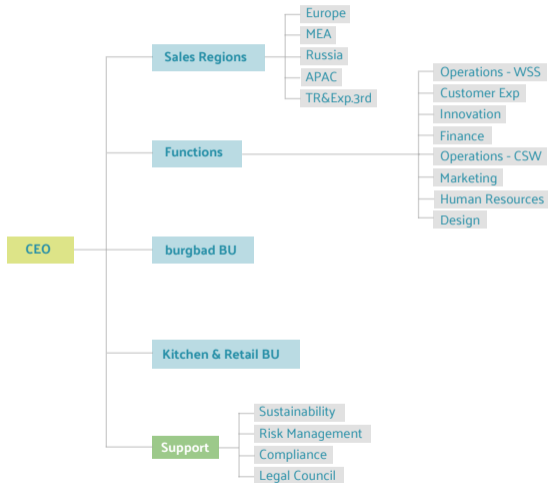 CEO
Sales Regions
Europe
MEA
Russia
APAC
TR&Exp.3rd
Functions
Operations - WSS
Customer Exp
Innovation
Finance
Operations - CSW
Marketing
Human Resources
Design
burgbad BU
Kitchen & Retail BU
Support
Sustainability
Risk Management
Compliance
Legal Council